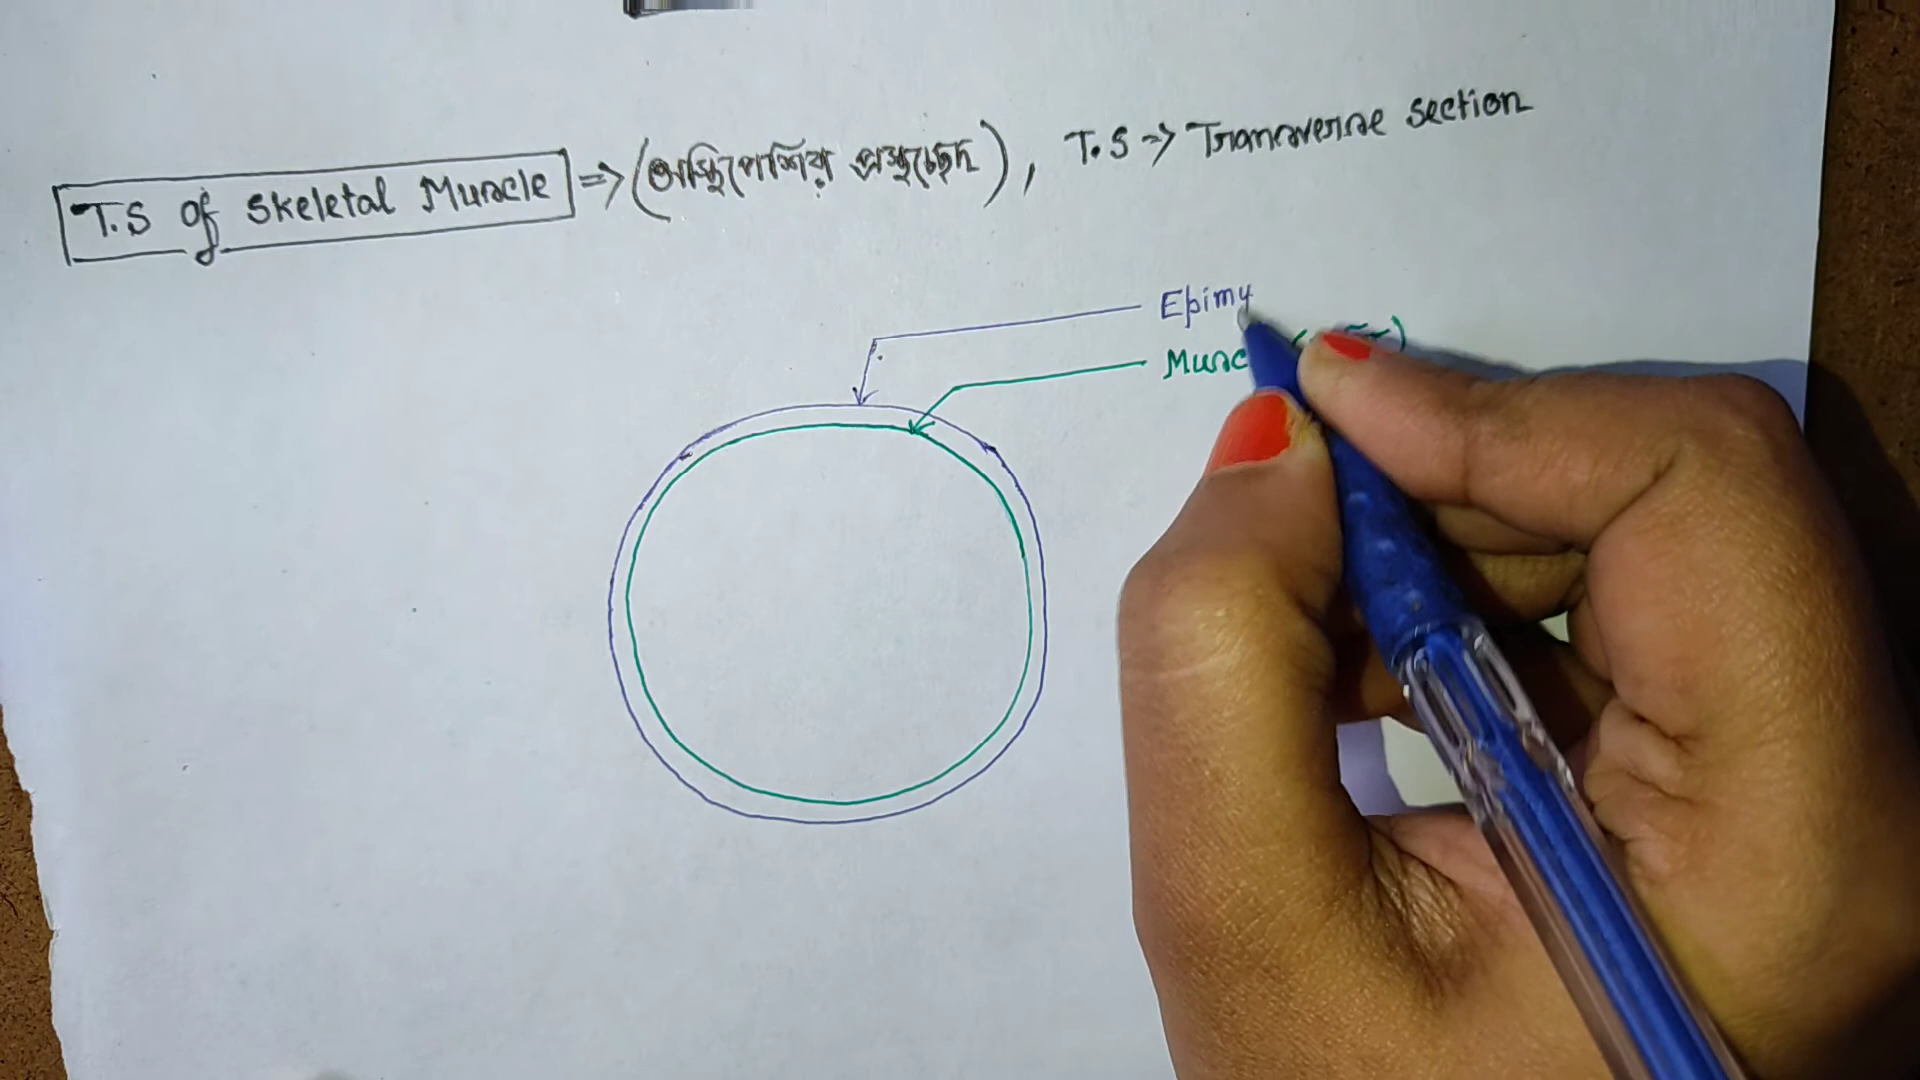 T.S of Skeletal Muscle => (অস্থিপেশির প্রস্থচ্ছেদ), T.S => Transverse section
Epimy
Musc